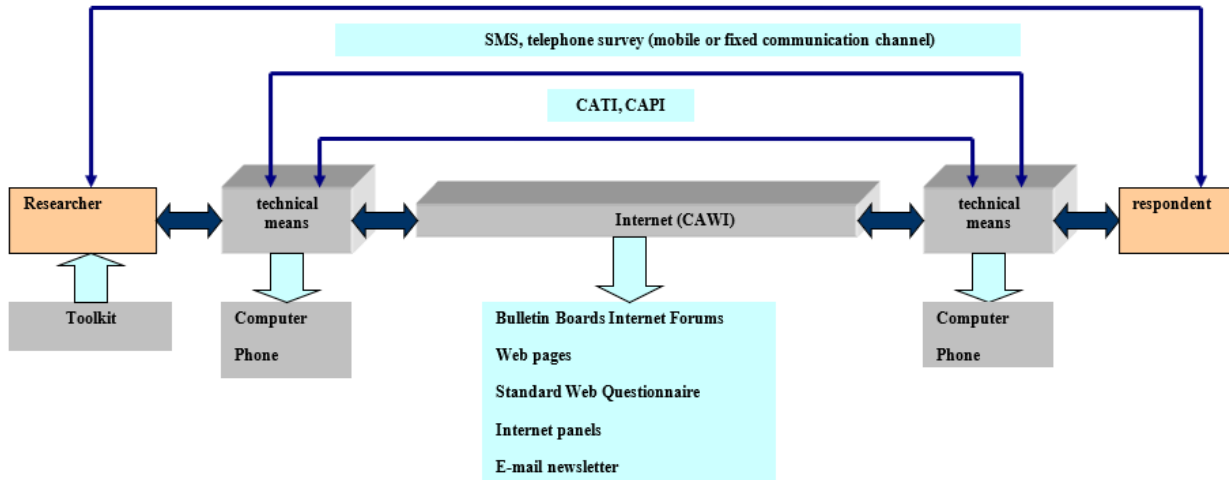 SMS, telephone survey (mobile or fixed communication channel)
CATI, CAPI
Researcher
technical
means
Internet (CAWI)
technical
means
respondent
Toolkit
Computer
Phone
Bulletin Boards Internet Forums
Web pages
Standard Web Questionnaire
Internet panels
E-mail newsletter
Computer
Phone